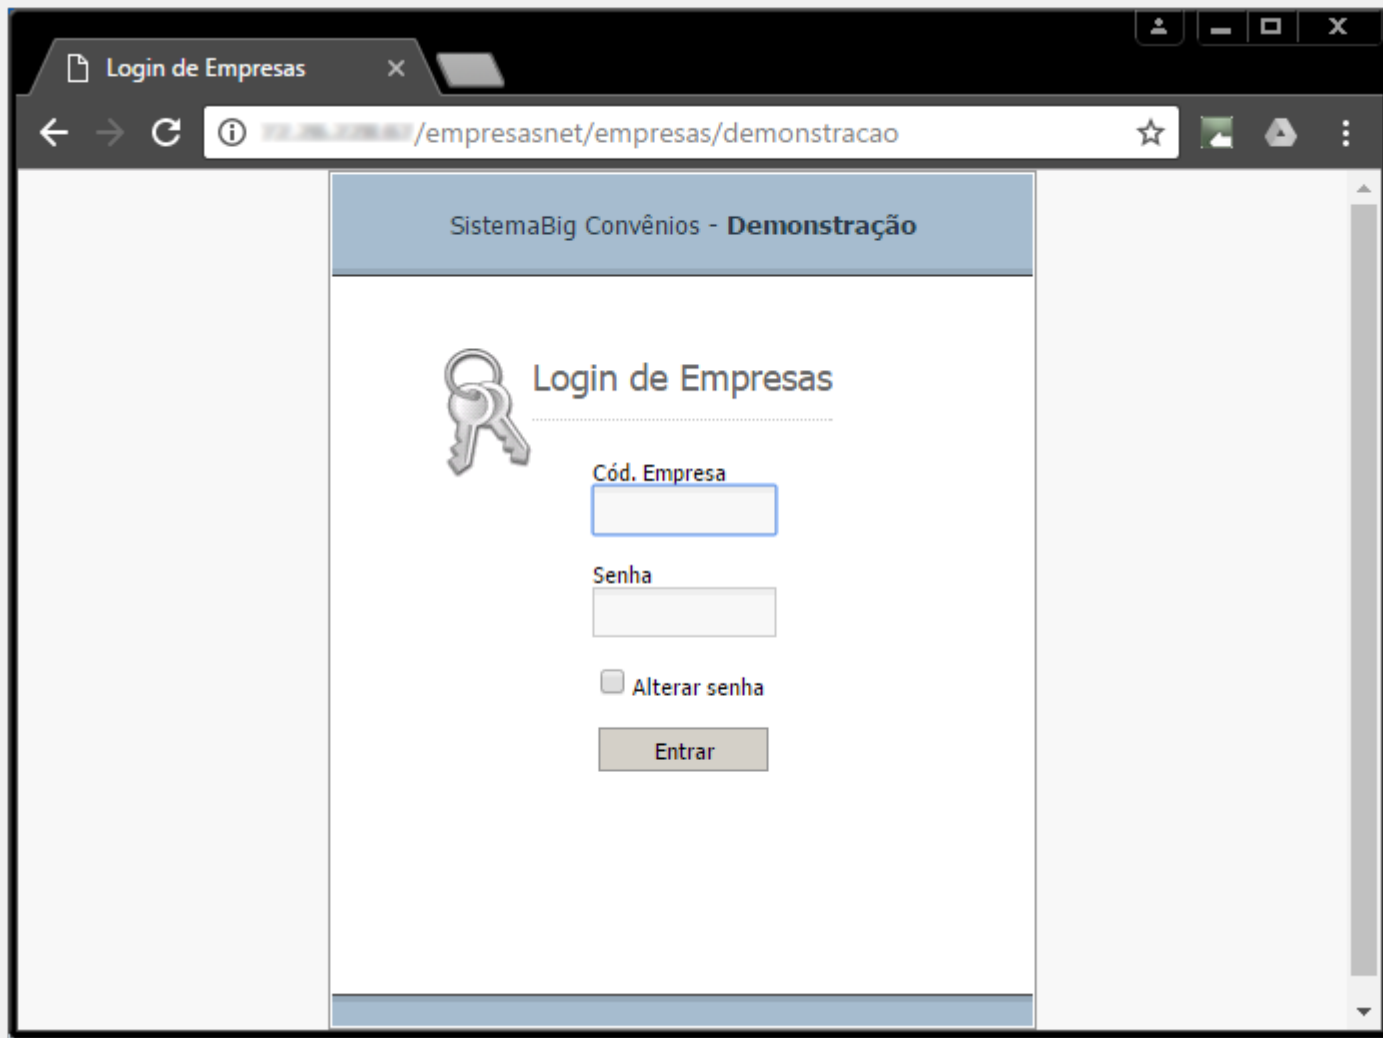 Login de Empresas
/empresasnet/empresas/demonstracao
SistemaBig Convênios - Demonstração
Login de Empresas
Cód. Empresa
Senha
Alterar senha
Entrar